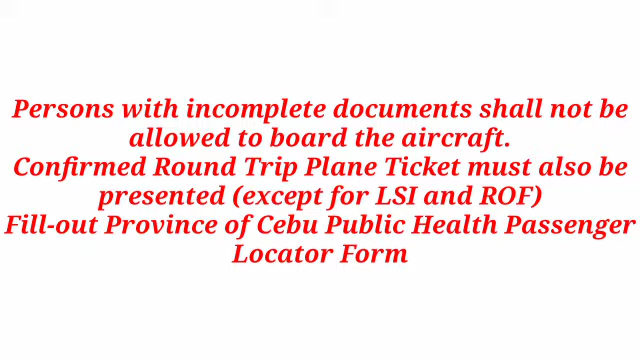 Persons with incomplete documents shall not be
allowed to board the aircraft.
Confirmed Round Trip Plane Ticket must also be
presented (except for LSI and ROF)
Fill-out Province of Cebu Public Health Passenger
Locator Form